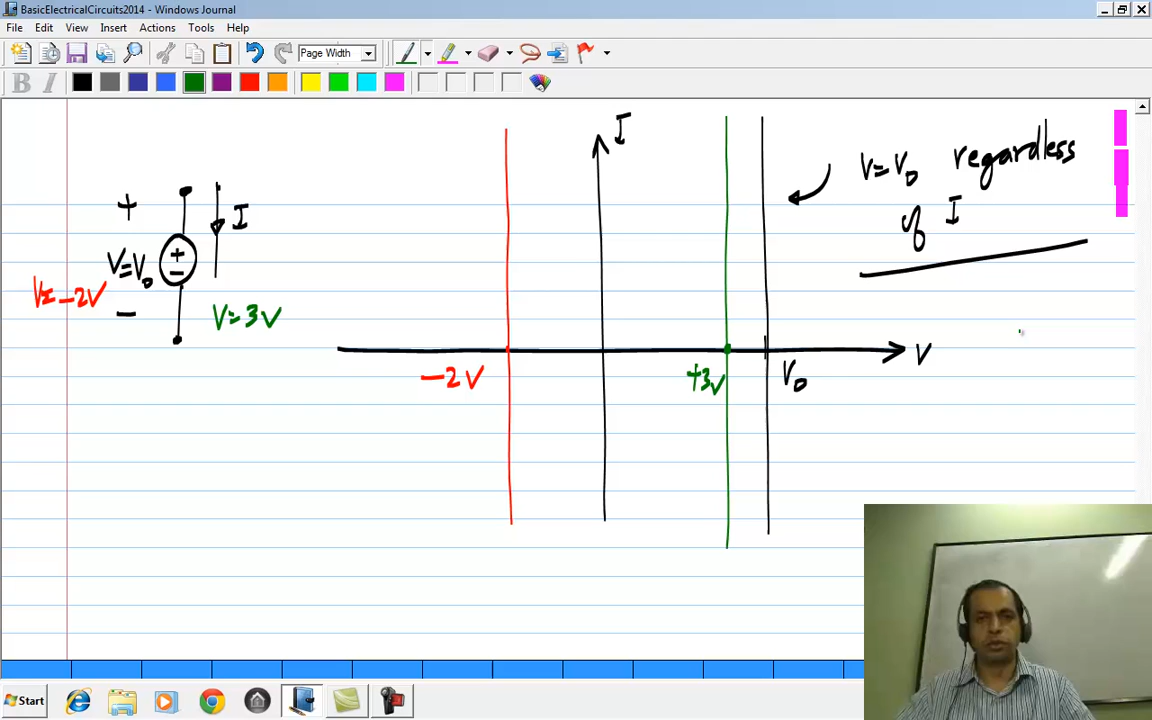 BasicElectricalCircuits2014 - Windows Journal
File Edit View Insert Actions Tools Help
Page Width
B I
I
V=V0 regardless
of I
+
I
+
V=V0
−
V=-2V
−
V=3V
V
-2V
+3V
V0
Start